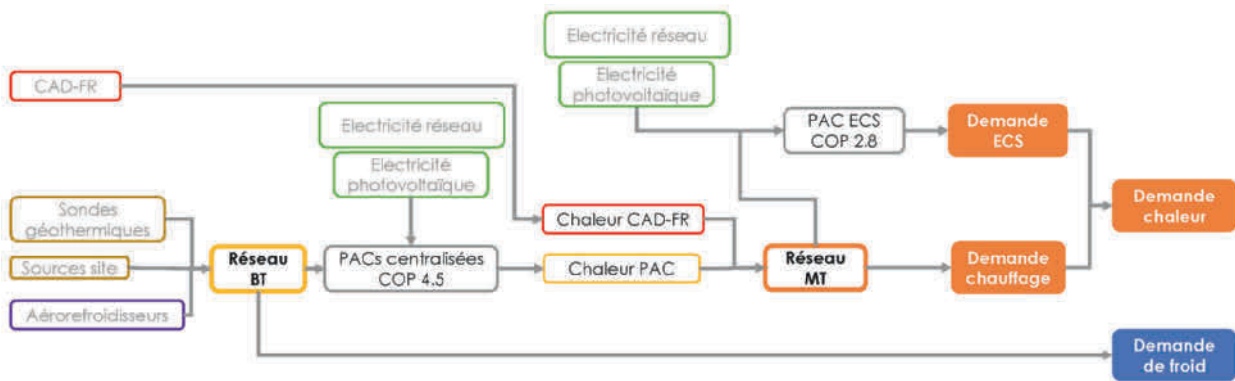 Electricité réseau
Electricité
photovoltaïque
CAD-FR
Electricité réseau
Electricité
photovoltaïque
PAC ECS
COP 2.8
Demande
ECS
Sondes
géothermiques
Sources site
Aérorefroidisseurs
Réseau
BT
PACs centralisées
COP 4.5
Chaleur CAD-FR
Chaleur PAC
Réseau
MT
Demande
chauffage
Demande
chaleur
Demande
de froid